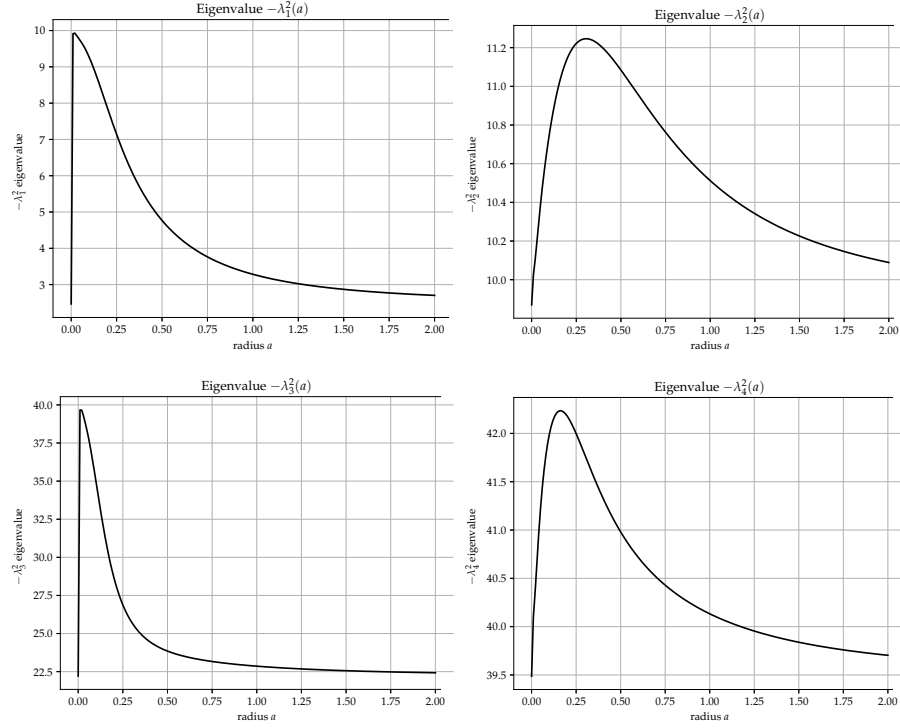 Eigenvalue −λ₁²(a)
−λ₁² eigenvalue
10
9
8
7
6
5
4
3
0.00 0.25 0.50 0.75 1.00 1.25 1.50 1.75 2.00
radius a
Eigenvalue −λ₂²(a)
−λ₂² eigenvalue
11.2
11.0
10.8
10.6
10.4
10.2
10.0
0.00 0.25 0.50 0.75 1.00 1.25 1.50 1.75 2.00
radius a
Eigenvalue −λ₃²(a)
−λ₃² eigenvalue
40.0
37.5
35.0
32.5
30.0
27.5
25.0
22.5
0.00 0.25 0.50 0.75 1.00 1.25 1.50 1.75 2.00
radius a
Eigenvalue −λ₄²(a)
−λ₄² eigenvalue
42.0
41.5
41.0
40.5
40.0
39.5
0.00 0.25 0.50 0.75 1.00 1.25 1.50 1.75 2.00
radius a